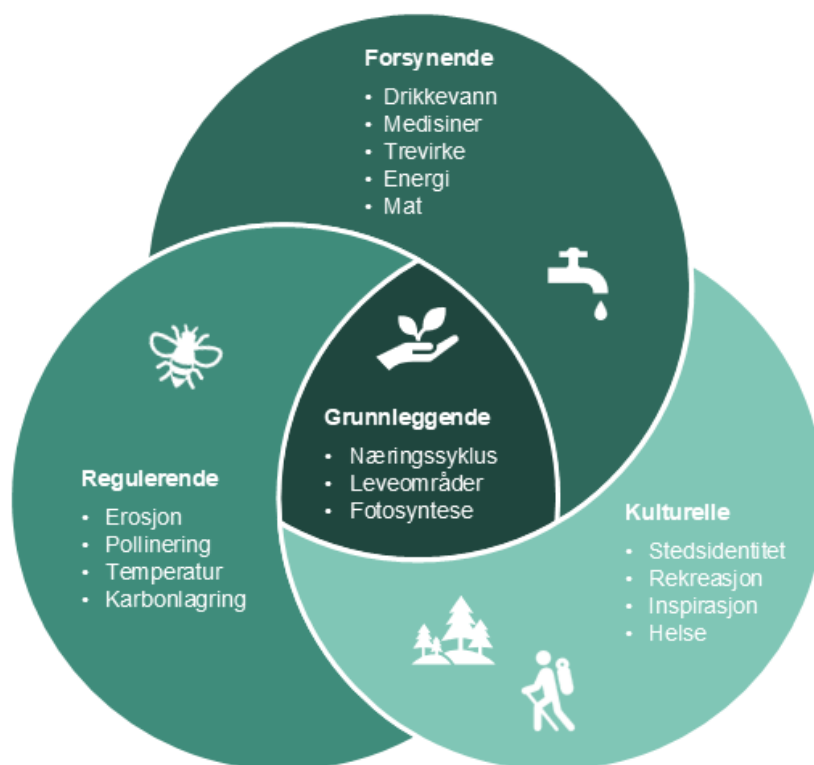 Forsynende
• Drikkevann
• Medisiner
• Trevirke
• Energi
• Mat
Grunnleggende
• Næringssyklus
• Leveområder
• Fotosyntese
Regulerende
• Erosjon
• Pollinering
• Temperatur
• Karbonlagring
Kulturelle
• Stedsidentitet
• Rekreasjon
• Inspirasjon
• Helse